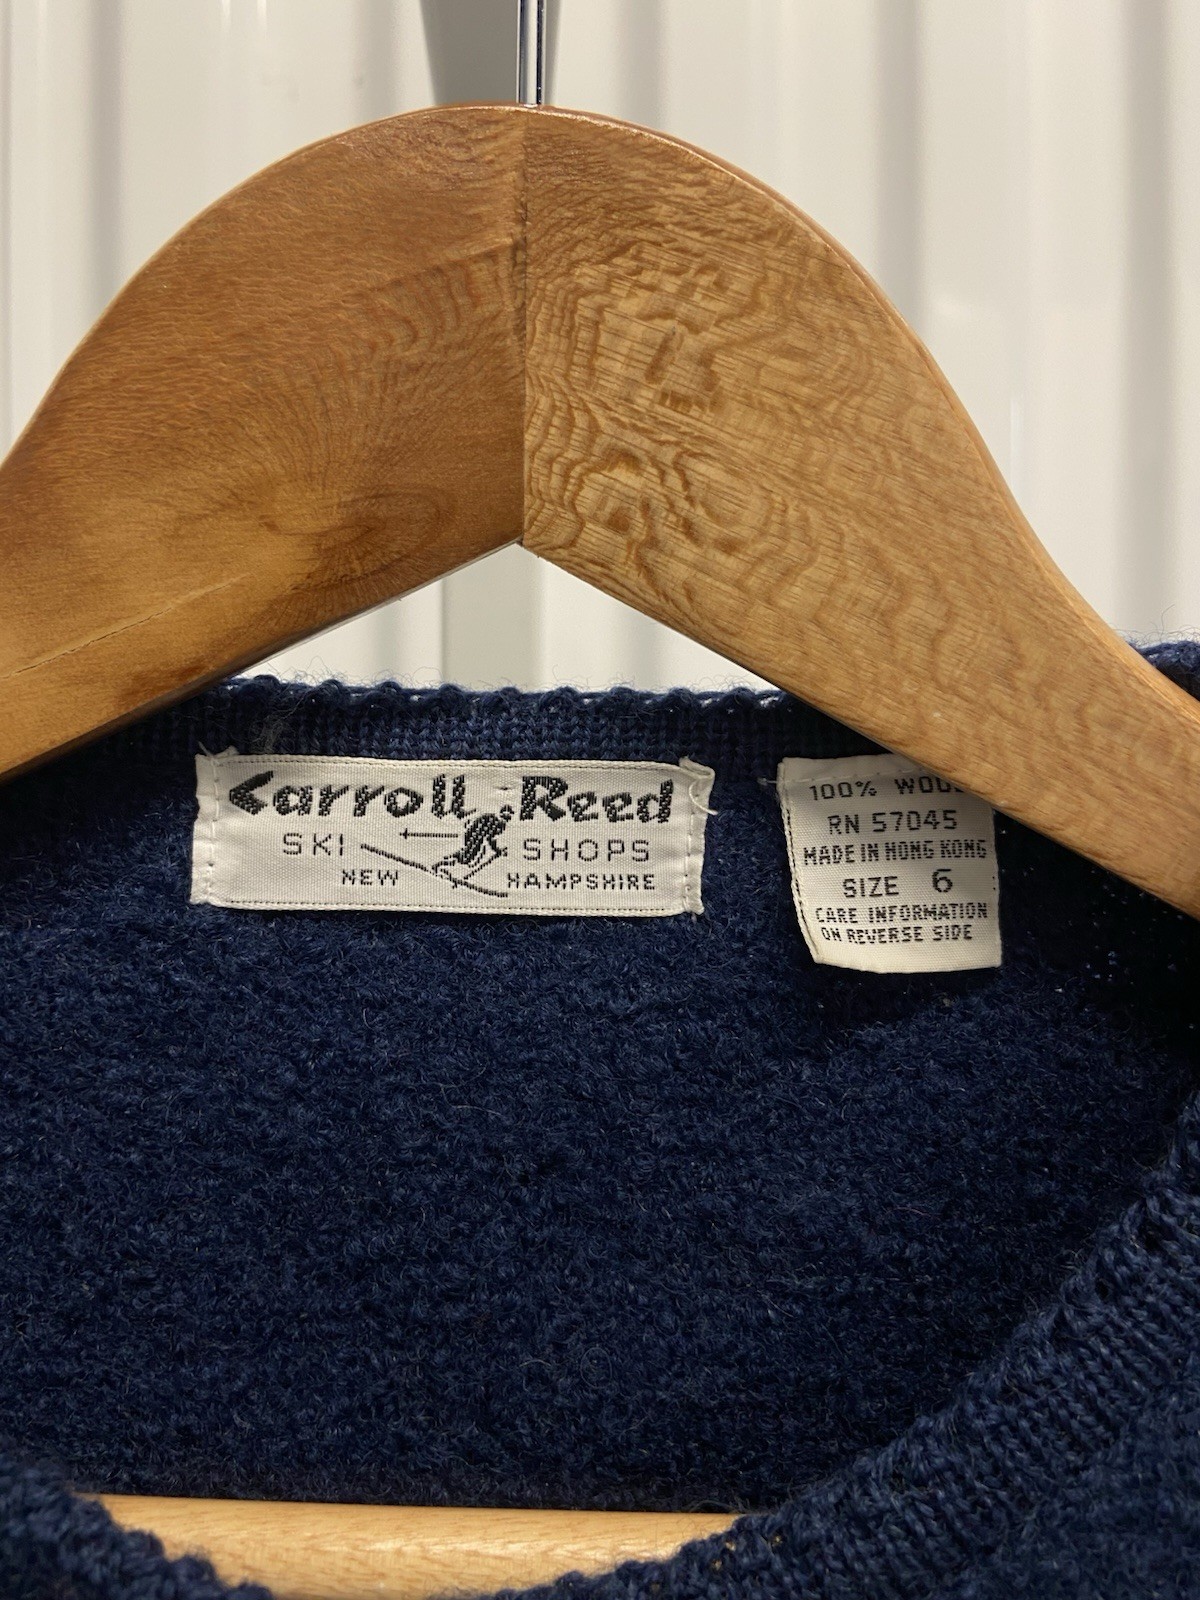 Carroll Reed
SKI SHOPS
NEW HAMPSHIRE
100%
RN 57045
MADE IN HONG KONG
SIZE 6
CARE INFORMATION
ON REVERSE SIDE